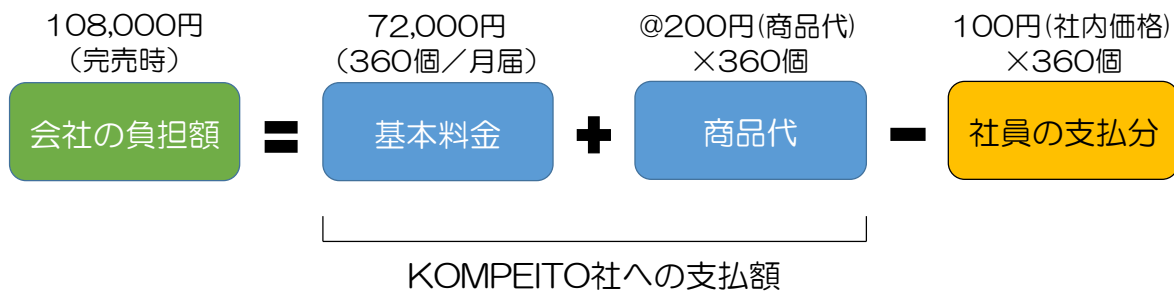 108,000円
（完売時）
72,000円
（360個／月届）
@200円(商品代)
×360個
100円(社内価格)
×360個
会社の負担額
=
基本料金
+
商品代
-
社員の支払分
KOMPEITO社への支払額